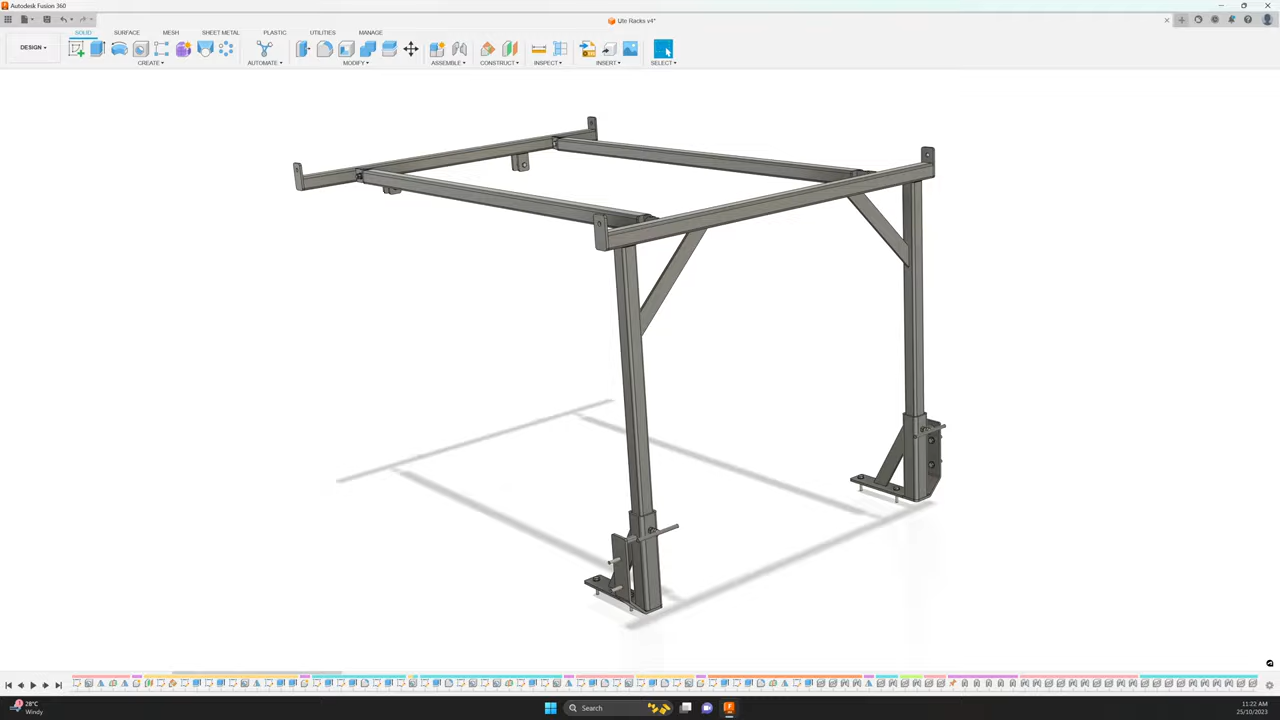 Autodesk Fusion 360
Ute Racks v4*
SOLID SURFACE MESH SHEET METAL PLASTIC UTILITIES MANAGE
DESIGN
CREATE AUTOMATE MODIFY ASSEMBLE CONSTRUCT INSPECT INSERT SELECT
28°C
Windy
Search
11:22 AM
25/10/2023